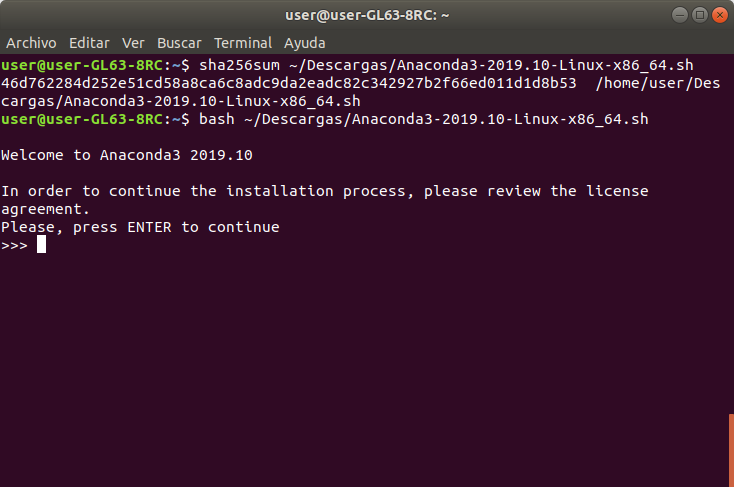 user@user-GL63-8RC: ~
Archivo Editar Ver Buscar Terminal Ayuda
user@user-GL63-8RC:~$ sha256sum ~/Descargas/Anaconda3-2019.10-Linux-x86_64.sh
46d762284d252e51cd58a8ca6c8adc9da2eadc82c342927b2f66ed011d1d8b53  /home/user/Des
cargas/Anaconda3-2019.10-Linux-x86_64.sh
user@user-GL63-8RC:~$ bash ~/Descargas/Anaconda3-2019.10-Linux-x86_64.sh
Welcome to Anaconda3 2019.10
In order to continue the installation process, please review the license
agreement.
Please, press ENTER to continue
>>>